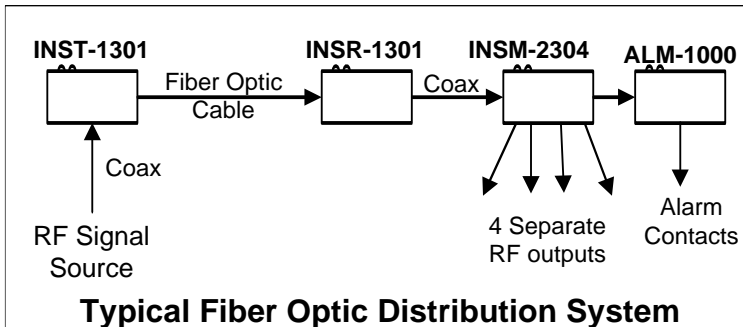 INST-1301
INSR-1301
INSM-2304
ALM-1000
Fiber Optic
Cable
Coax
Coax
RF Signal
Source
4 Separate
RF outputs
Alarm
Contacts
Typical Fiber Optic Distribution System